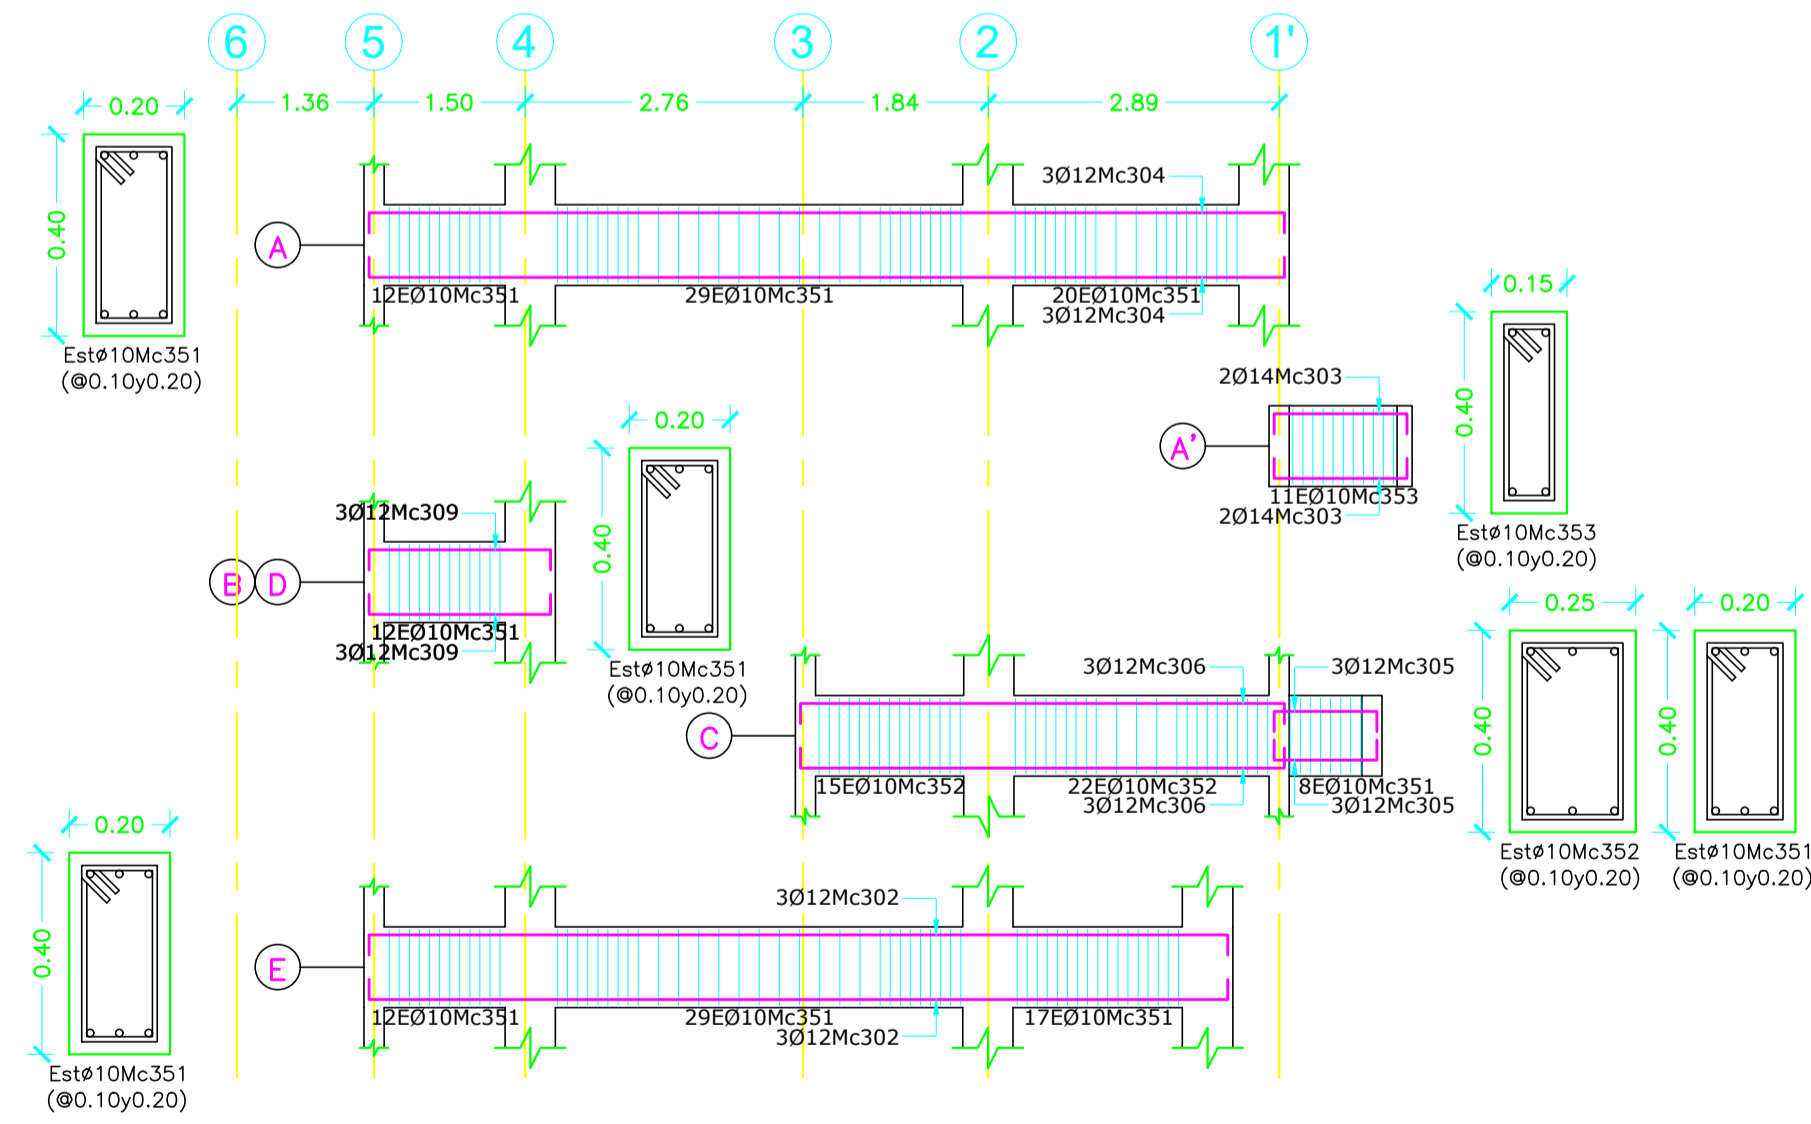 6 5 4 3 2 1'
1.36 1.50 2.76 1.84 2.89
0.20
0.40
Estø10Mc351
(@0.10y0.20)
A
3Ø12Mc304
12EØ10Mc351 29EØ10Mc351 20EØ10Mc351
3Ø12Mc304
0.15
0.40
Estø10Mc353
(@0.10y0.20)
2Ø14Mc303
A'
11EØ10Mc353
2Ø14Mc303
0.20
0.40
Estø10Mc351
(@0.10y0.20)
3Ø12Mc309
B D
12EØ10Mc351
3Ø12Mc309
0.25
0.40
Estø10Mc352
(@0.10y0.20)
0.20
0.40
Estø10Mc351
(@0.10y0.20)
3Ø12Mc306 3Ø12Mc305
C
15EØ10Mc352 22EØ10Mc352 8EØ10Mc351
3Ø12Mc306 3Ø12Mc305
0.20
0.40
Estø10Mc351
(@0.10y0.20)
3Ø12Mc302
E
12EØ10Mc351 29EØ10Mc351 17EØ10Mc351
3Ø12Mc302